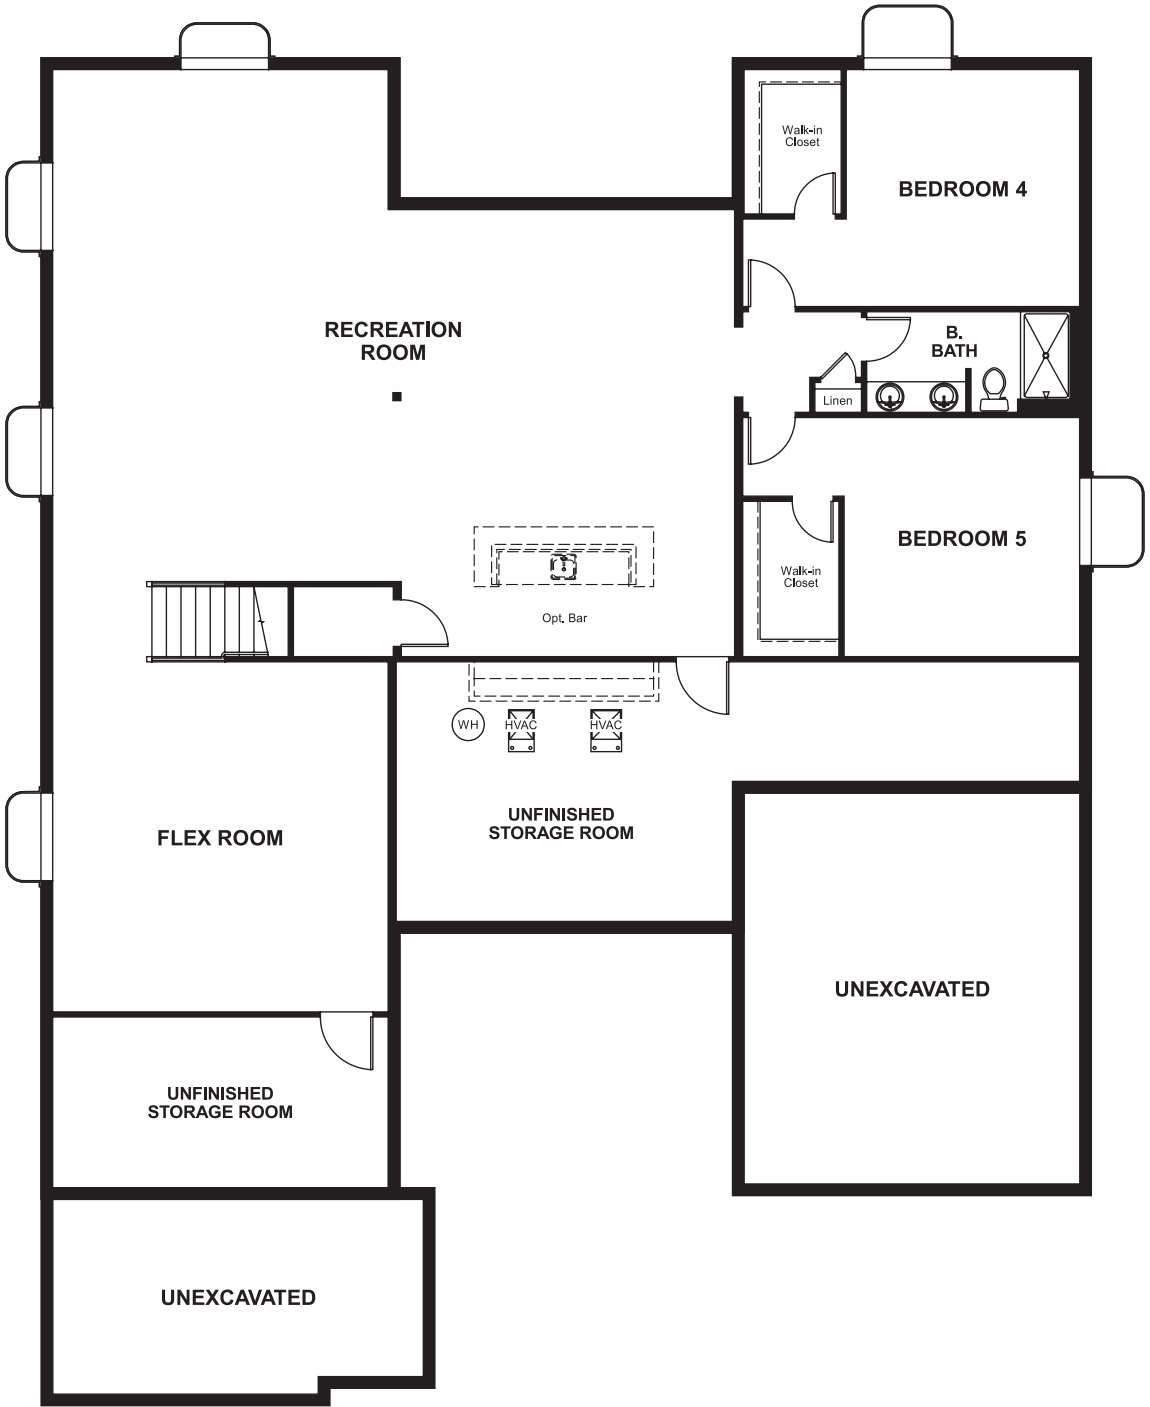 Walk-in
Closet
BEDROOM 4
RECREATION
ROOM
B.
BATH
Linen
BEDROOM 5
Walk-in
Closet
Opt. Bar
WH
HVAC
HVAC
UNFINISHED
STORAGE ROOM
FLEX ROOM
UNEXCAVATED
UNFINISHED
STORAGE ROOM
UNEXCAVATED